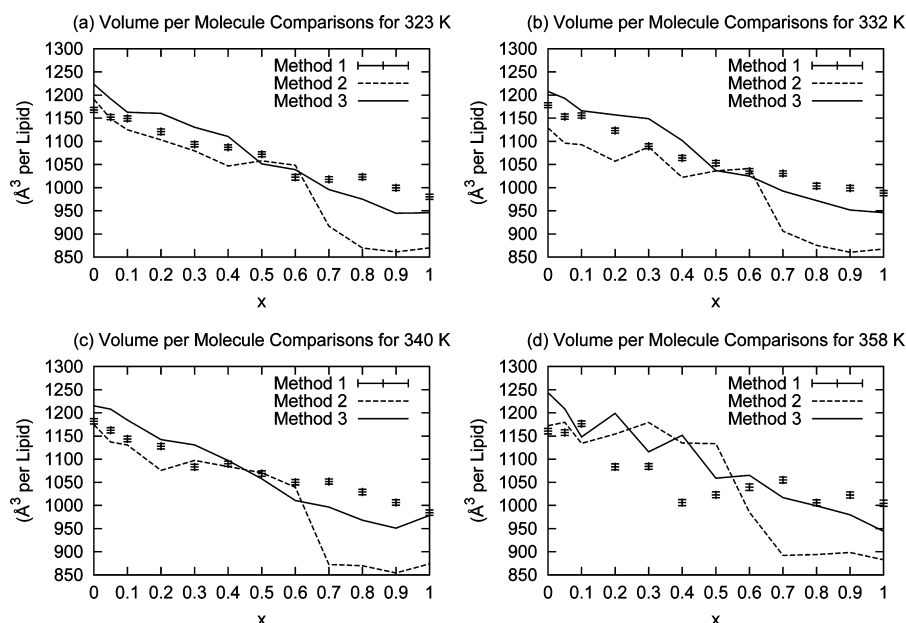 (a) Volume per Molecule Comparisons for 323 K
1300
1250
1200
1150
1100
1050
1000
950
900
850
(Å³ per Lipid)
Method 1
Method 2
Method 3
0 0.1 0.2 0.3 0.4 0.5 0.6 0.7 0.8 0.9 1
x
(b) Volume per Molecule Comparisons for 332 K
1300
1250
1200
1150
1100
1050
1000
950
900
850
(Å³ per Lipid)
Method 1
Method 2
Method 3
0 0.1 0.2 0.3 0.4 0.5 0.6 0.7 0.8 0.9 1
x
(c) Volume per Molecule Comparisons for 340 K
1300
1250
1200
1150
1100
1050
1000
950
900
850
(Å³ per Lipid)
Method 1
Method 2
Method 3
0 0.1 0.2 0.3 0.4 0.5 0.6 0.7 0.8 0.9 1
x
(d) Volume per Molecule Comparisons for 358 K
1300
1250
1200
1150
1100
1050
1000
950
900
850
(Å³ per Lipid)
Method 1
Method 2
Method 3
0 0.1 0.2 0.3 0.4 0.5 0.6 0.7 0.8 0.9 1
x